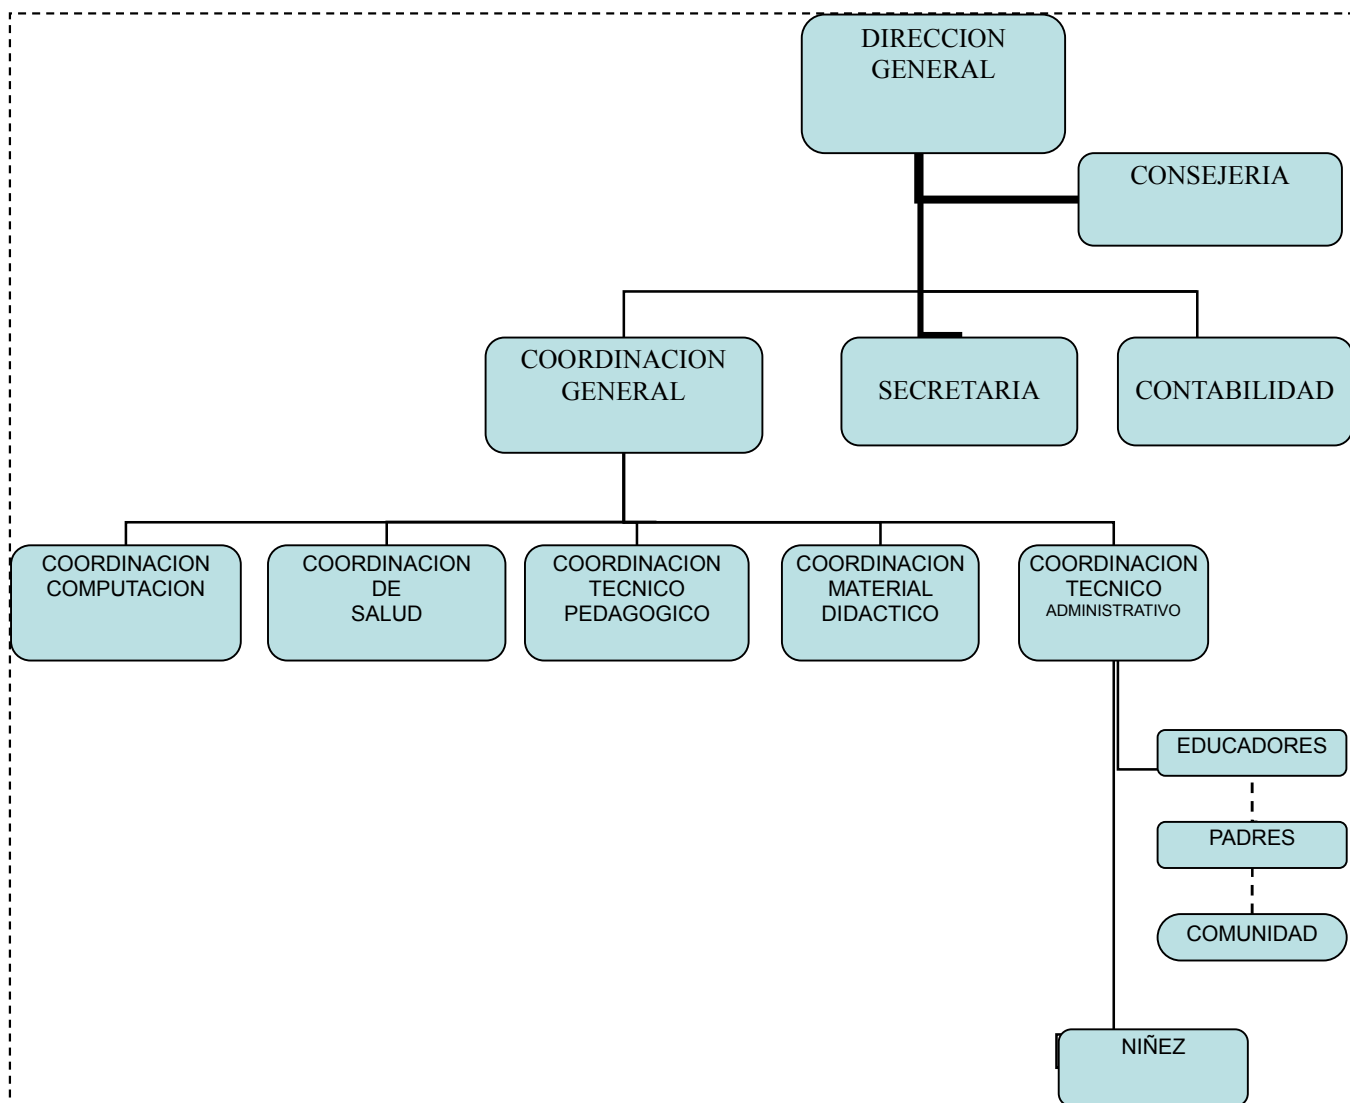 DIRECCION
GENERAL
CONSEJERIA
COORDINACION
GENERAL
SECRETARIA
CONTABILIDAD
COORDINACION
COMPUTACION
COORDINACION
DE
SALUD
COORDINACION
TECNICO
PEDAGOGICO
COORDINACION
MATERIAL
DIDACTICO
COORDINACION
TECNICO
ADMINISTRATIVO
EDUCADORES
PADRES
COMUNIDAD
NIÑEZ